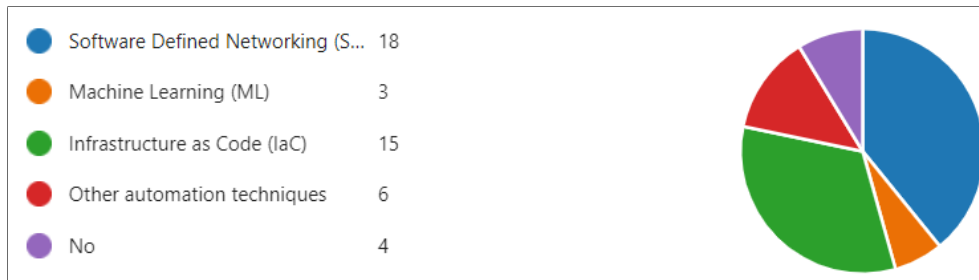 Software Defined Networking (S... 18
Machine Learning (ML) 3
Infrastructure as Code (IaC) 15
Other automation techniques 6
No 4